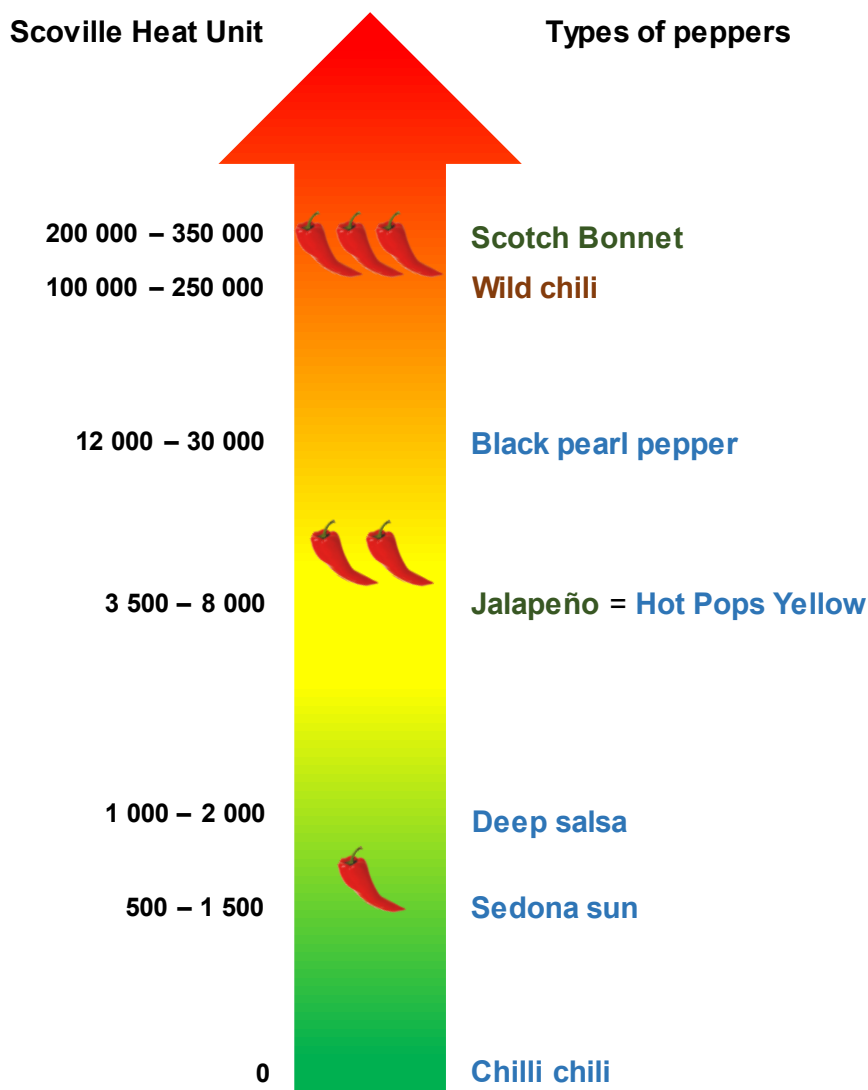 Scoville Heat Unit Types of peppers
200 000 – 350 000 Scotch Bonnet
100 000 – 250 000 Wild chili
12 000 – 30 000 Black pearl pepper
3 500 – 8 000 Jalapeño = Hot Pops Yellow
1 000 – 2 000 Deep salsa
500 – 1 500 Sedona sun
0 Chilli chili